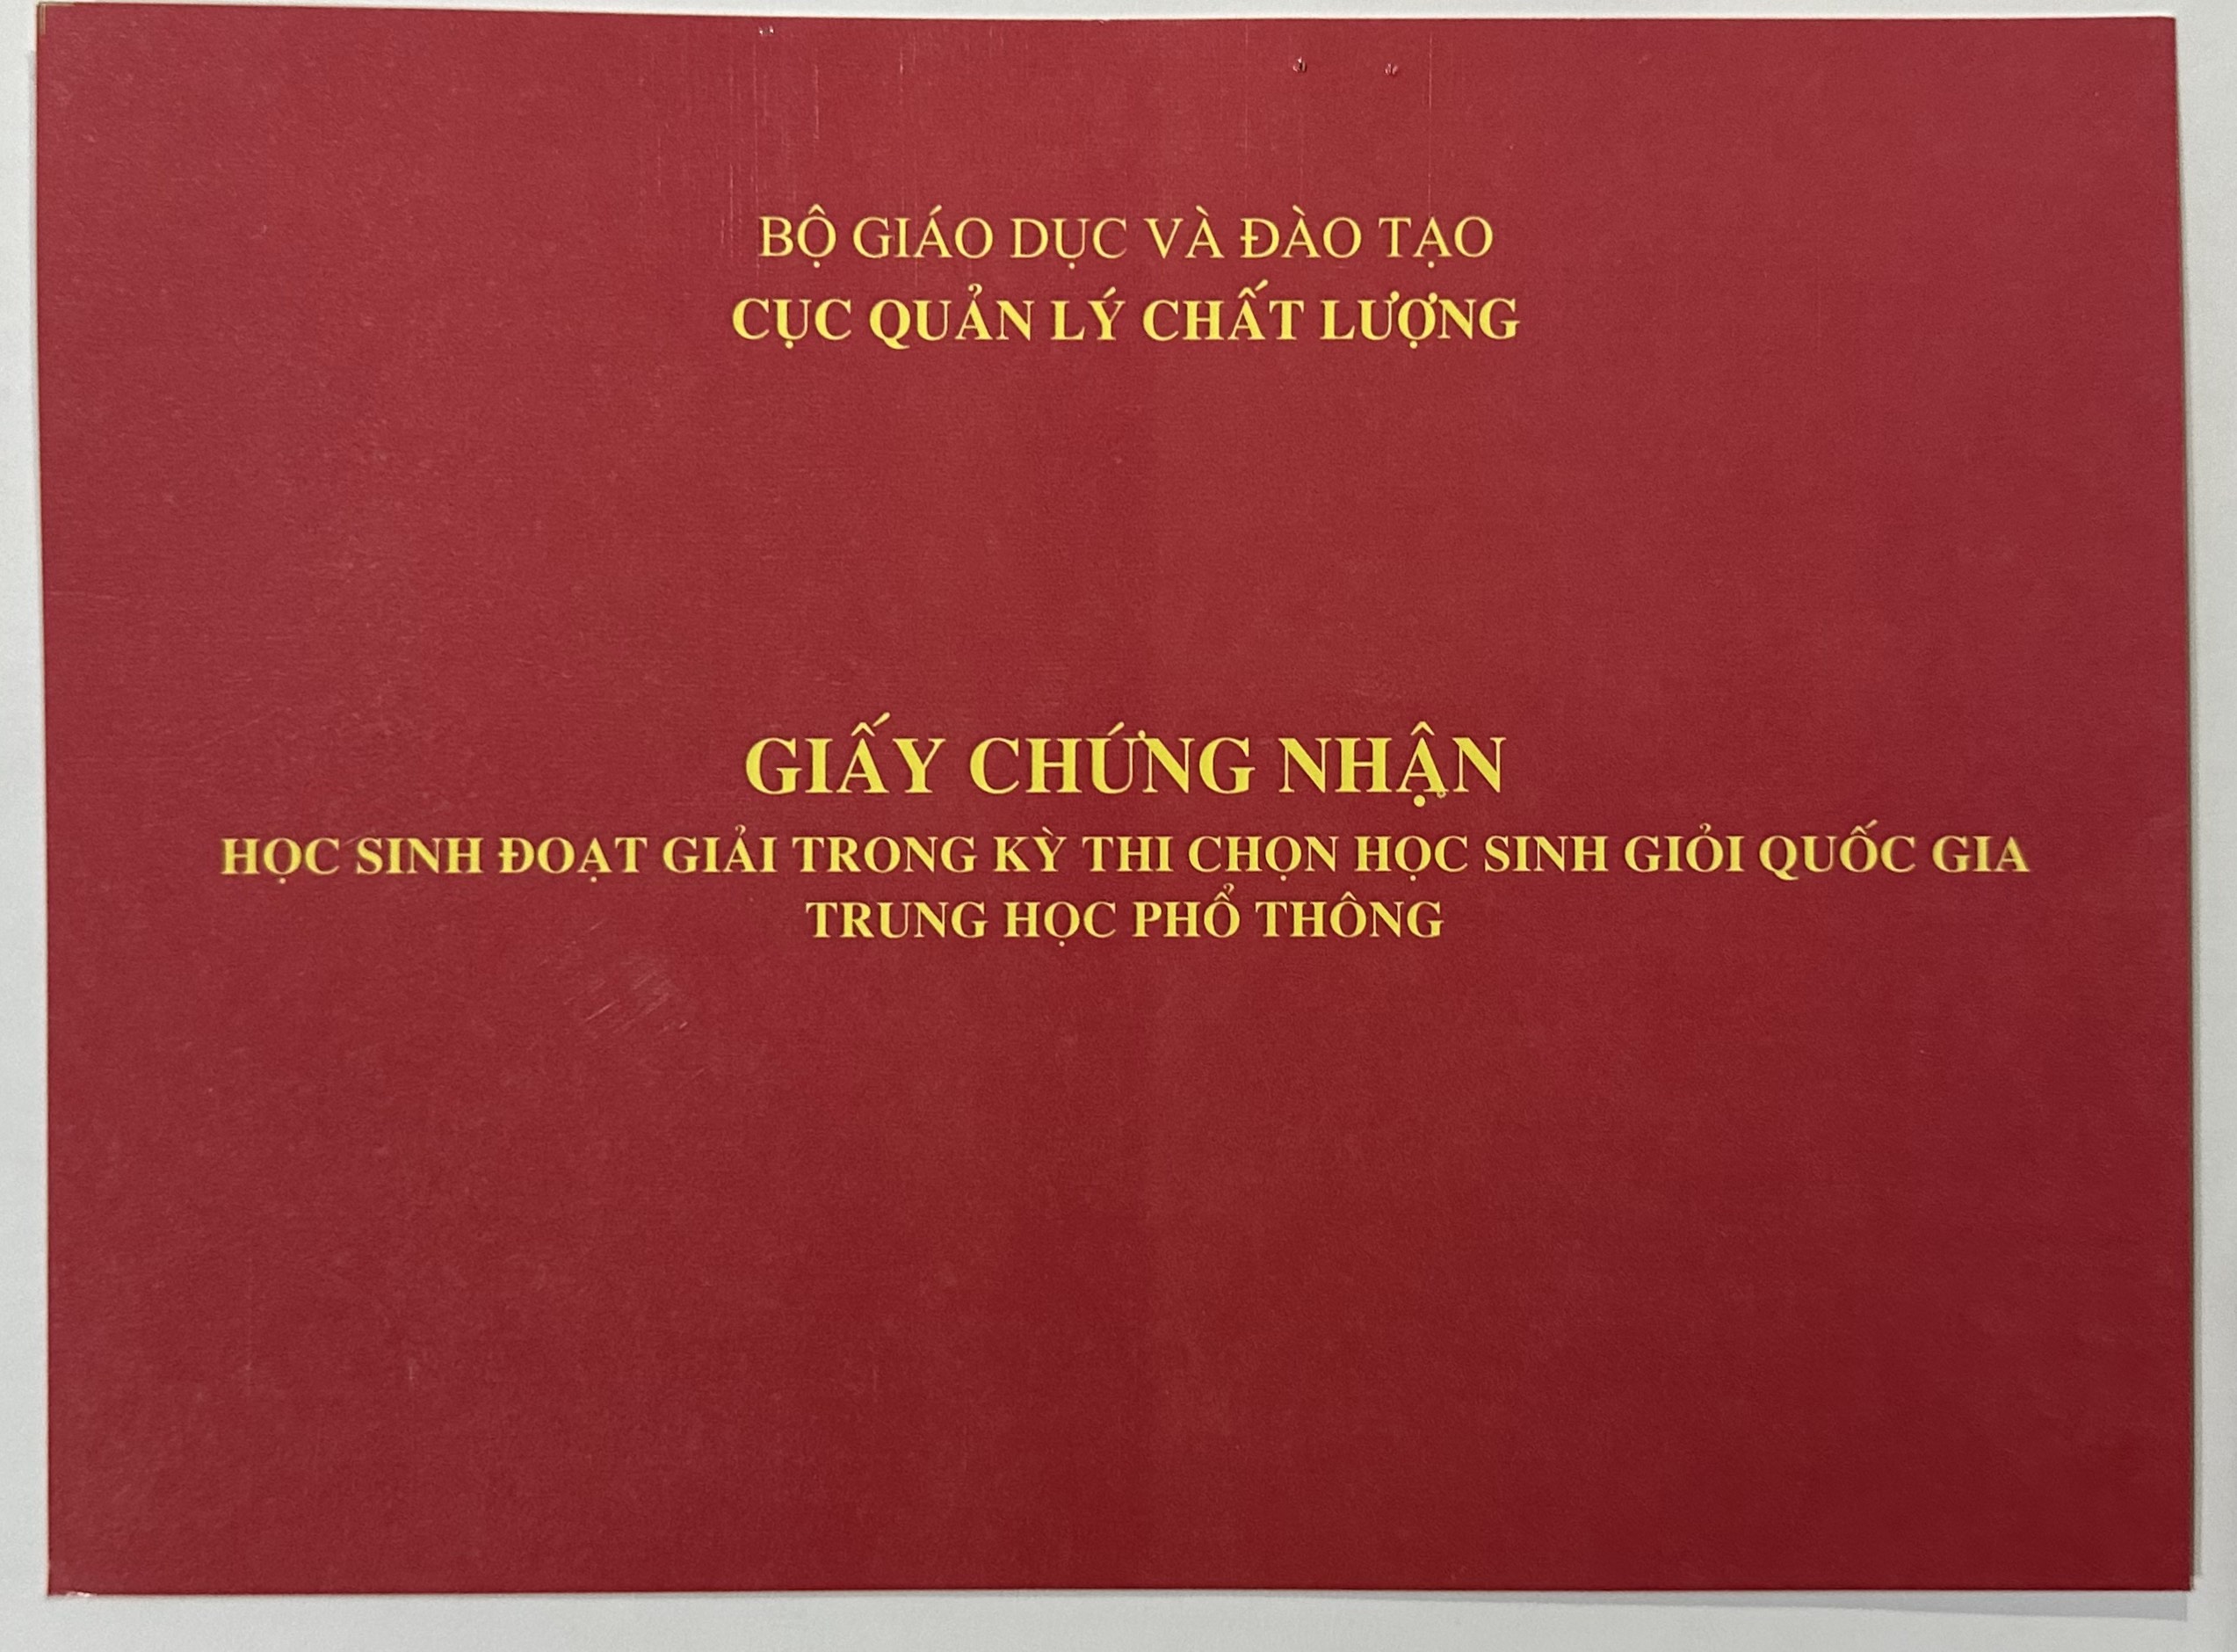 BỘ GIÁO DỤC VÀ ĐÀO TẠO
CỤC QUẢN LÝ CHẤT LƯỢNG
GIẤY CHỨNG NHẬN
HỌC SINH ĐOẠT GIẢI TRONG KỲ THI CHỌN HỌC SINH GIỎI QUỐC GIA
TRUNG HỌC PHỔ THÔNG